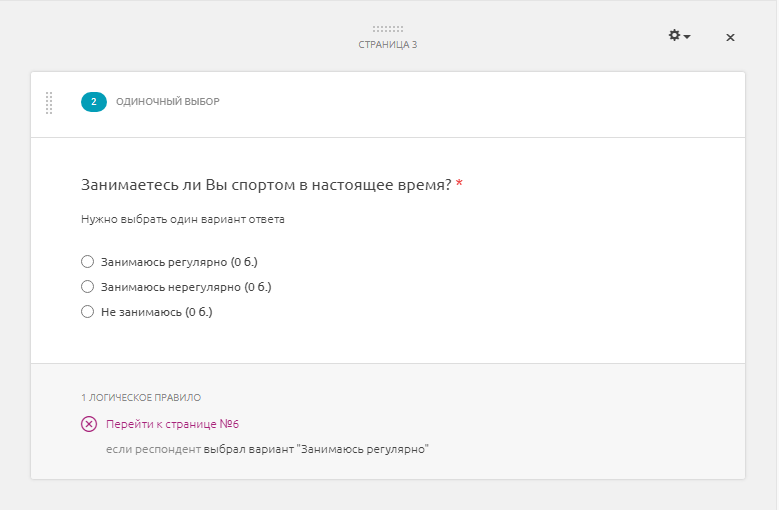 СТРАНИЦА 3
2 ОДИНОЧНЫЙ ВЫБОР
Занимаетесь ли Вы спортом в настоящее время? *
Нужно выбрать один вариант ответа
Занимаюсь регулярно (0 б.)
Занимаюсь нерегулярно (0 б.)
Не занимаюсь (0 б.)
1 ЛОГИЧЕСКОЕ ПРАВИЛО
Перейти к странице №6
если респондент выбрал вариант "Занимаюсь регулярно"